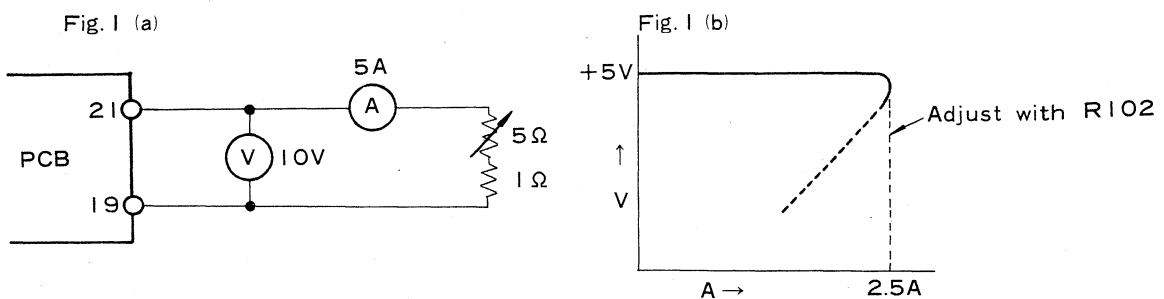 Fig. 1 (a)
5A
21
A
5Ω
PCB
V
10V
1Ω
19
Fig. 1 (b)
+5V
Adjust with R102
↑
V
A →
2.5A